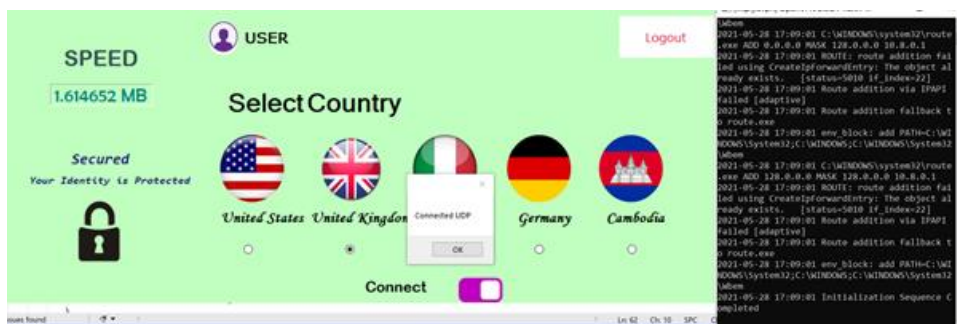 SPEED
1.614652 MB
Secured
Your Identity is Protected
USER
Logout
Select Country
United States
United Kingdom
Germany
Cambodia
Connected UDP
OK
Connect
\Wbem
2021-05-28 17:09:01 C:\WINDOWS\system32\route
.exe ADD 0.0.0.0 MASK 128.0.0.0 10.8.0.1
2021-05-28 17:09:01 ROUTE: route addition fai
led using CreateIpForwardEntry: The object al
ready exists. [status=5010 if_index=22]
2021-05-28 17:09:01 Route addition via IPAPI
failed [adaptive]
2021-05-28 17:09:01 Route addition fallback t
o route.exe
2021-05-28 17:09:01 env_block: add PATH=C:\WI
NDOWS\System32;C:\WINDOWS;C:\WINDOWS\System32
\Wbem
2021-05-28 17:09:01 C:\WINDOWS\system32\route
.exe ADD 128.0.0.0 MASK 128.0.0.0 10.8.0.1
2021-05-28 17:09:01 ROUTE: route addition fai
led using CreateIpForwardEntry: The object al
ready exists. [status=5010 if_index=22]
2021-05-28 17:09:01 Route addition via IPAPI
failed [adaptive]
2021-05-28 17:09:01 Route addition fallback t
o route.exe
2021-05-28 17:09:01 env_block: add PATH=C:\WI
NDOWS\System32;C:\WINDOWS;C:\WINDOWS\System32
\Wbem
2021-05-28 17:09:01 Initialization Sequence C
ompleted
ssues found
Ln: 62 Ch: 10 SPC